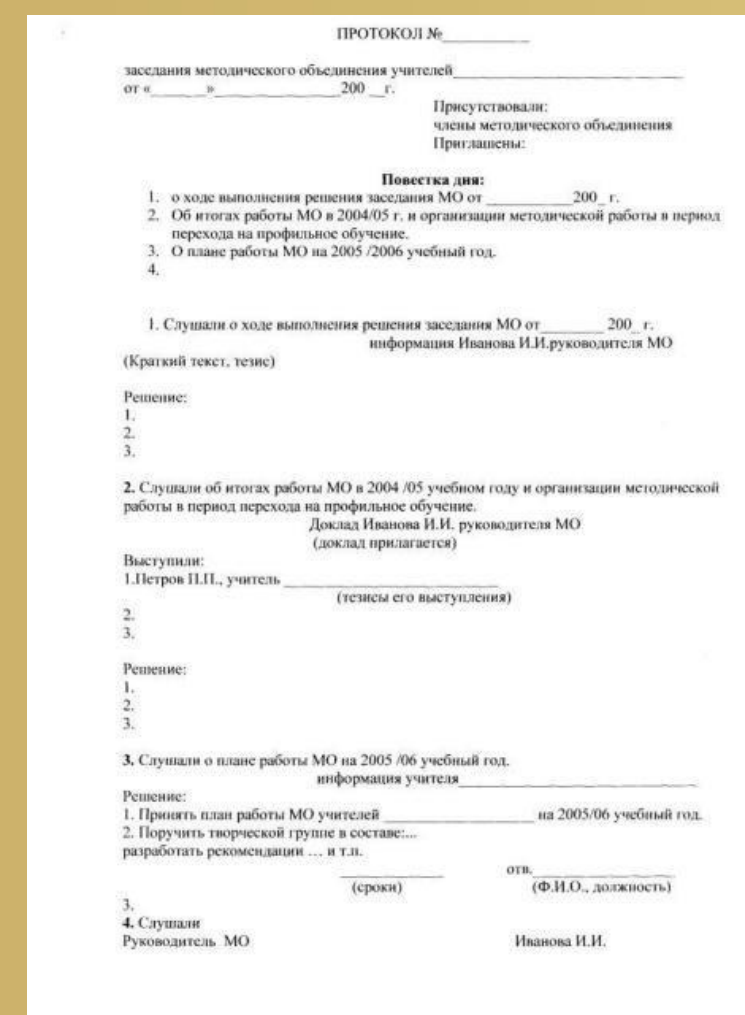 ПРОТОКОЛ №__________
заседания методического объединения учителей__________________________
от «_______»______________200 __г.
Присутствовали:
члены методического объединения
Приглашены:
Повестка дня:
1. о ходе выполнения решения заседания МО от __________200_ г.
2. Об итогах работы МО в 2004/05 г. и организации методической работы в период
перехода на профильное обучение.
3. О плане работы МО на 2005 /2006 учебный год.
4.
1. Слушали о ходе выполнения решения заседания МО от________ 200_ г.
информация Иванова И.И.руководителя МО
(Краткий текст, тезис)
Решение:
1.
2.
3.
2. Слушали об итогах работы МО в 2004 /05 учебном году и организации методической
работы в период перехода на профильное обучение.
Доклад Иванова И.И. руководителя МО
(доклад прилагается)
Выступили:
1.Петров П.П., учитель ________________________
(тезисы его выступления)
2.
3.
Решение:
1.
2.
3.
3. Слушали о плане работы МО на 2005 /06 учебный год.
информация учителя___________________________
Решение:
1. Принять план работы МО учителей _________________ на 2005/06 учебный год.
2. Поручить творческой группе в составе:...
разработать рекомендации … и т.п.
____________ отв.________________
(сроки) (Ф.И.О., должность)
3.
4. Слушали
Руководитель МО Иванова И.И.